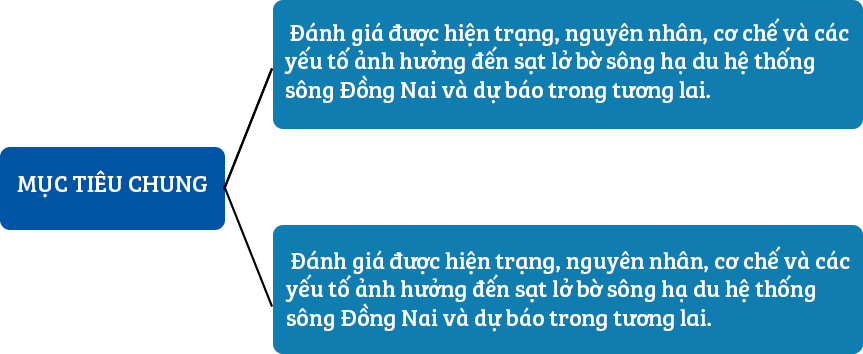 Đánh giá được hiện trạng, nguyên nhân, cơ chế và các
yếu tố ảnh hưởng đến sạt lở bờ sông hạ du hệ thống
sông Đồng Nai và dự báo trong tương lai.
MỤC TIÊU CHUNG
Đánh giá được hiện trạng, nguyên nhân, cơ chế và các
yếu tố ảnh hưởng đến sạt lở bờ sông hạ du hệ thống
sông Đồng Nai và dự báo trong tương lai.